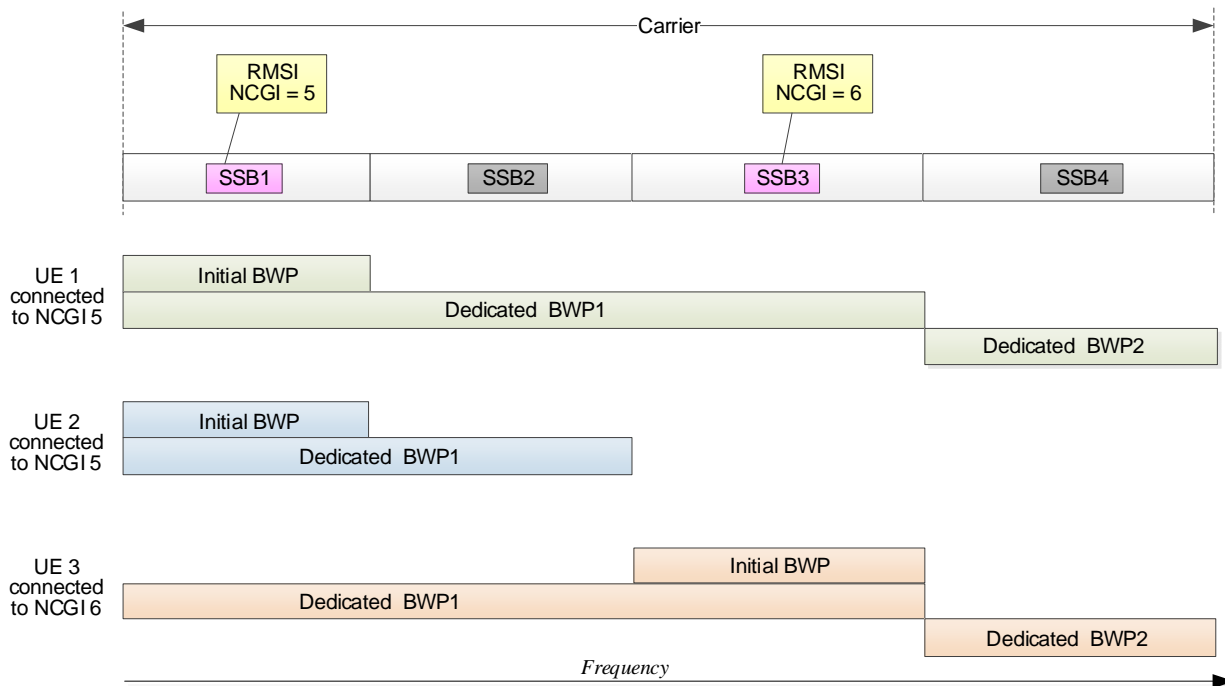 Carrier
RMSI
NCGI = 5
RMSI
NCGI = 6
SSB1
SSB2
SSB3
SSB4
UE 1
connected
to NCGI 5
Initial BWP
Dedicated BWP1
Dedicated BWP2
UE 2
connected
to NCGI 5
Initial BWP
Dedicated BWP1
UE 3
connected
to NCGI 6
Initial BWP
Dedicated BWP1
Dedicated BWP2
Frequency